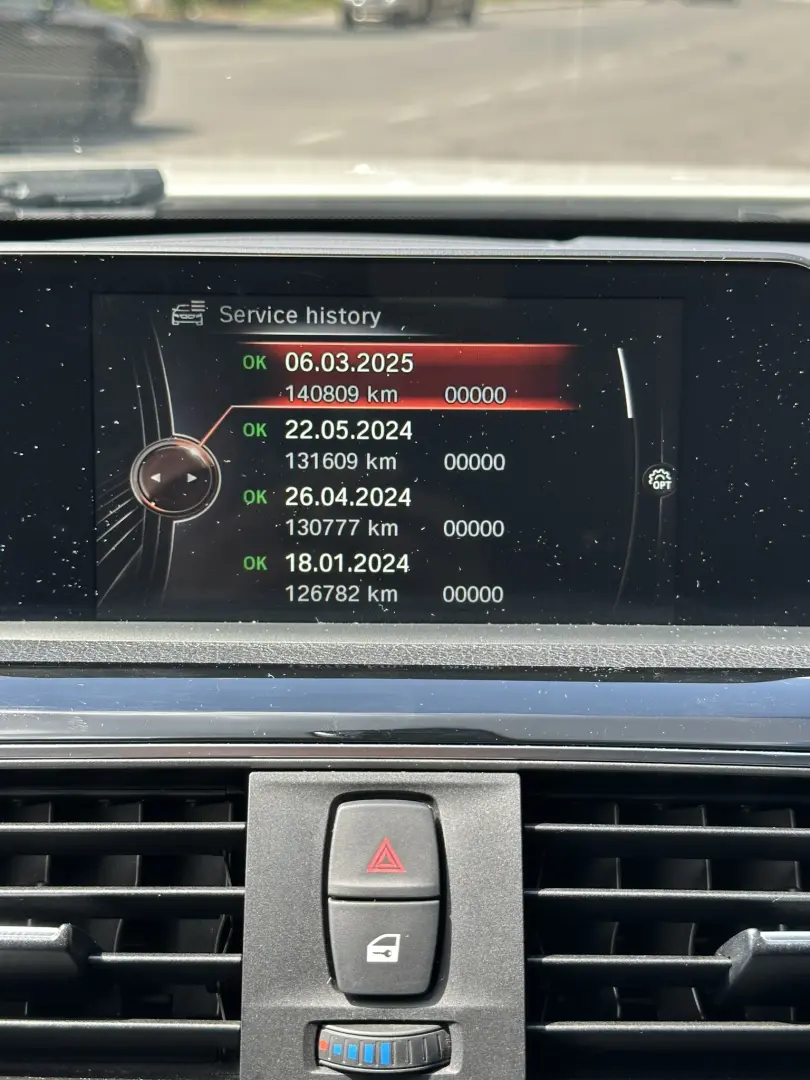 Service history
OK 06.03.2025
140809 km 00000
OK 22.05.2024
131609 km 00000
OK 26.04.2024
130777 km 00000
OK 18.01.2024
126782 km 00000
OPT